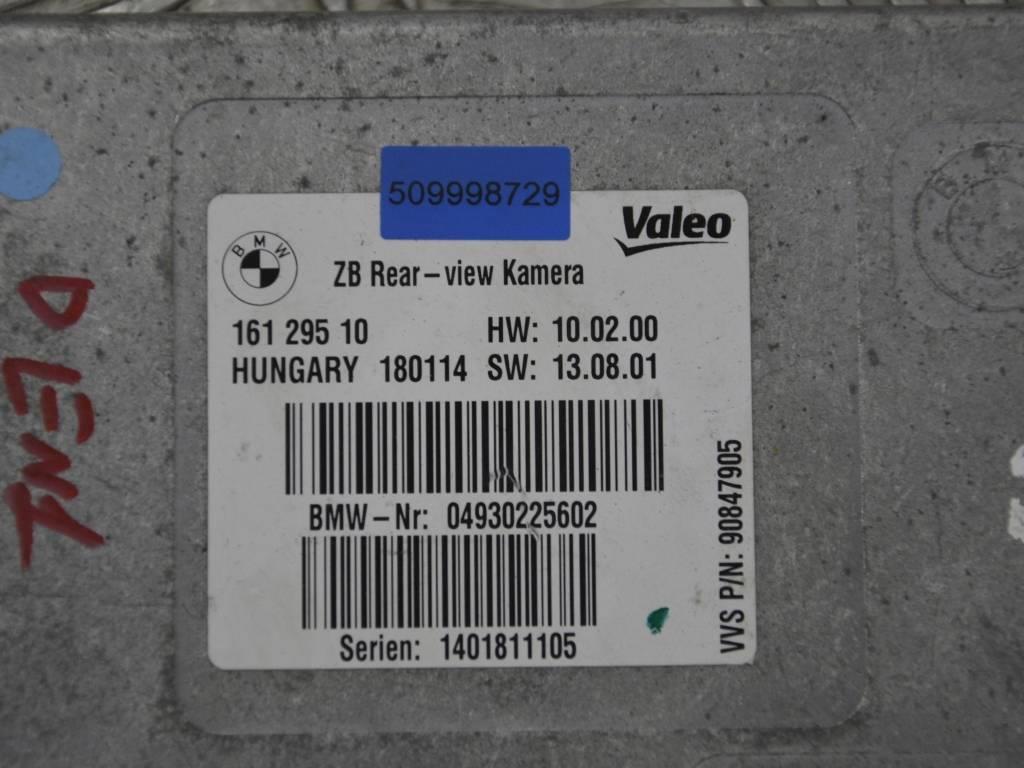 509998729
Valeo
BMW
ZB Rear-view Kamera
161 295 10 HW: 10.02.00
HUNGARY 180114 SW: 13.08.01
BMW-Nr: 04930225602
Serien: 1401811105
VVS P/N: 90847905
BMW